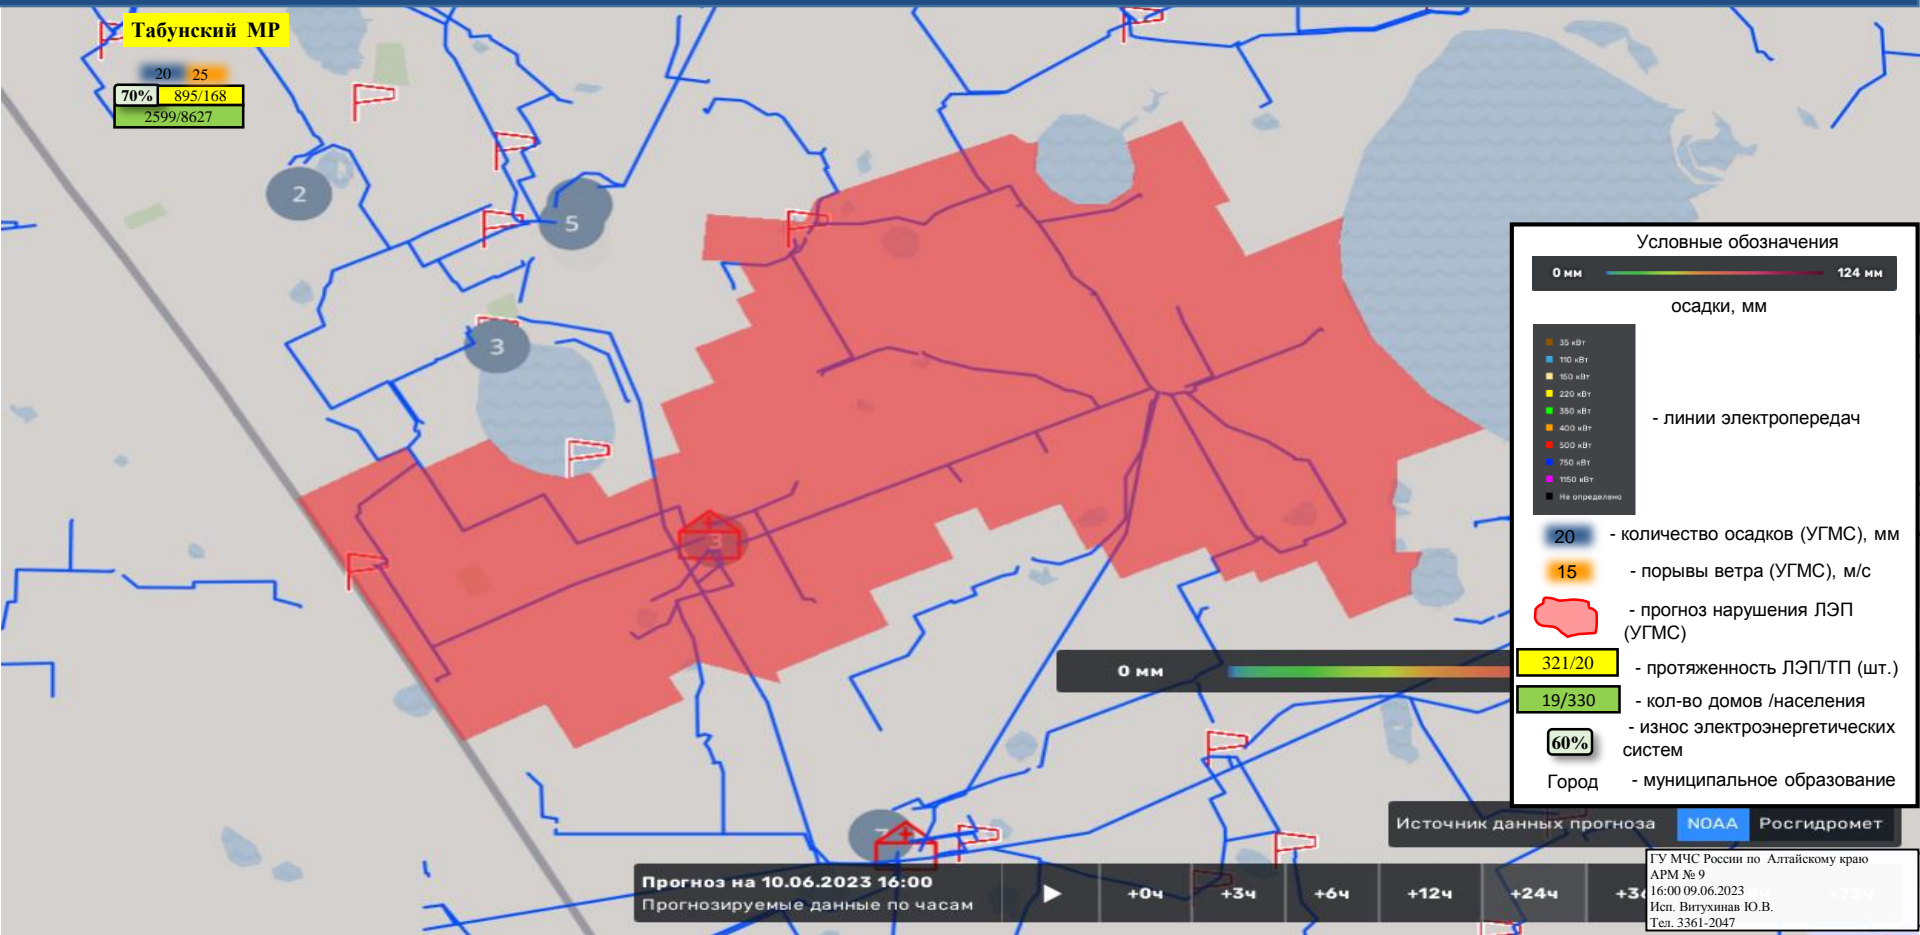 Табунский МР
20 25
70% 895/168
2599/8627
2
5
3
3
Условные обозначения
0 мм 124 мм
осадки, мм
35 кВт
110 кВт
150 кВт
220 кВт
350 кВт
400 кВт
500 кВт
750 кВт
1150 кВт
Не определено
- линии электропередач
20 - количество осадков (УГМС), мм
15 - порывы ветра (УГМС), м/с
- прогноз нарушения ЛЭП
(УГМС)
321/20 - протяженность ЛЭП/ТП (шт.)
19/330 - кол-во домов /населения
60% - износ электроэнергетических
систем
Город - муниципальное образование
0 мм
Источник данных прогноза NOAA Росгидромет
Прогноз на 10.06.2023 16:00
Прогнозируемые данные по часам
+0ч +3ч +6ч +12ч +24ч
ГУ МЧС России по Алтайскому краю
АРМ № 9
16:00 09.06.2023
Исп. Витухинав Ю.В.
Тел. 3361-2047